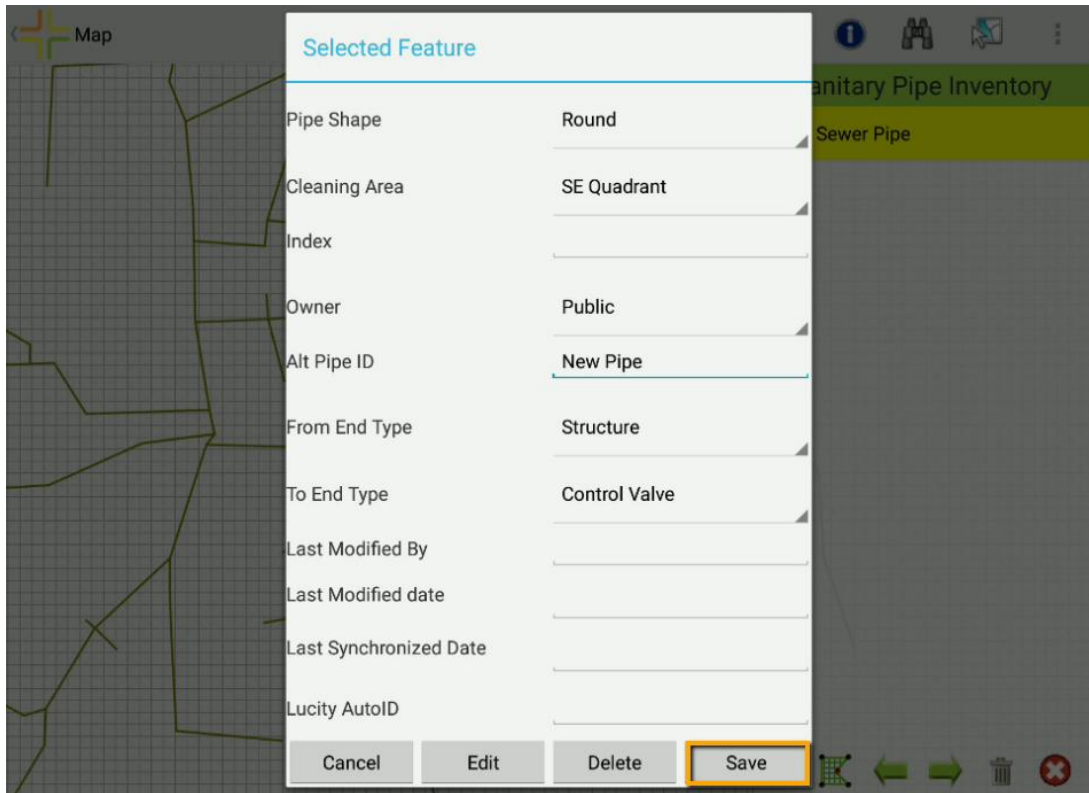 Map
Selected Feature
anitary Pipe Inventory
Sewer Pipe
Pipe Shape Round
Cleaning Area SE Quadrant
Index
Owner Public
Alt Pipe ID New Pipe
From End Type Structure
To End Type Control Valve
Last Modified By
Last Modified date
Last Synchronized Date
Lucity AutoID
Cancel Edit Delete Save